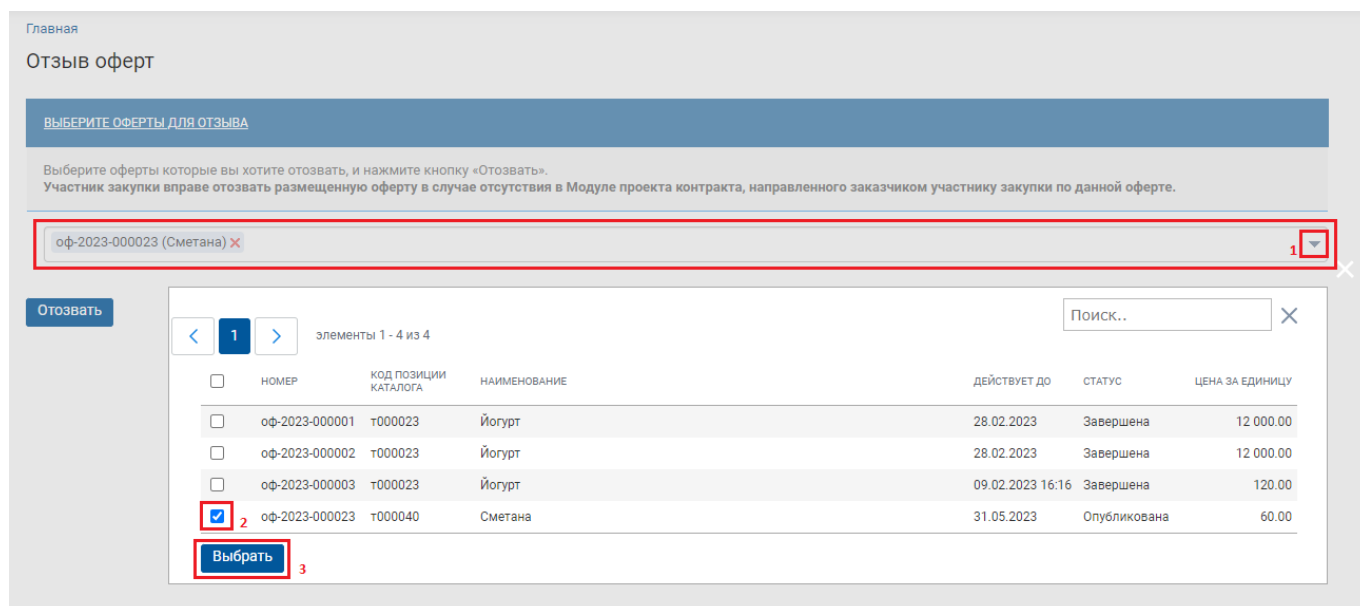 Главная
Отзыв оферт
ВЫБЕРИТЕ ОФЕРТЫ ДЛЯ ОТЗЫВА
Выберите оферты которые вы хотите отозвать, и нажмите кнопку «Отозвать».
Участник закупки вправе отозвать размещенную оферту в случае отсутствия в Модуле проекта контракта, направленного заказчиком участнику закупки по данной оферте.
оф-2023-000023 (Сметана) ×
1
Отозвать
Поиск..
< 1 > элементы 1 - 4 из 4
НОМЕР КОД ПОЗИЦИИ КАТАЛОГА НАИМЕНОВАНИЕ ДЕЙСТВУЕТ ДО СТАТУС ЦЕНА ЗА ЕДИНИЦУ
оф-2023-000001 т000023 Йогурт 28.02.2023 Завершена 12 000.00
оф-2023-000002 т000023 Йогурт 28.02.2023 Завершена 12 000.00
оф-2023-000003 т000023 Йогурт 09.02.2023 16:16 Завершена 120.00
2 оф-2023-000023 т000040 Сметана 31.05.2023 Опубликована 60.00
Выбрать 3